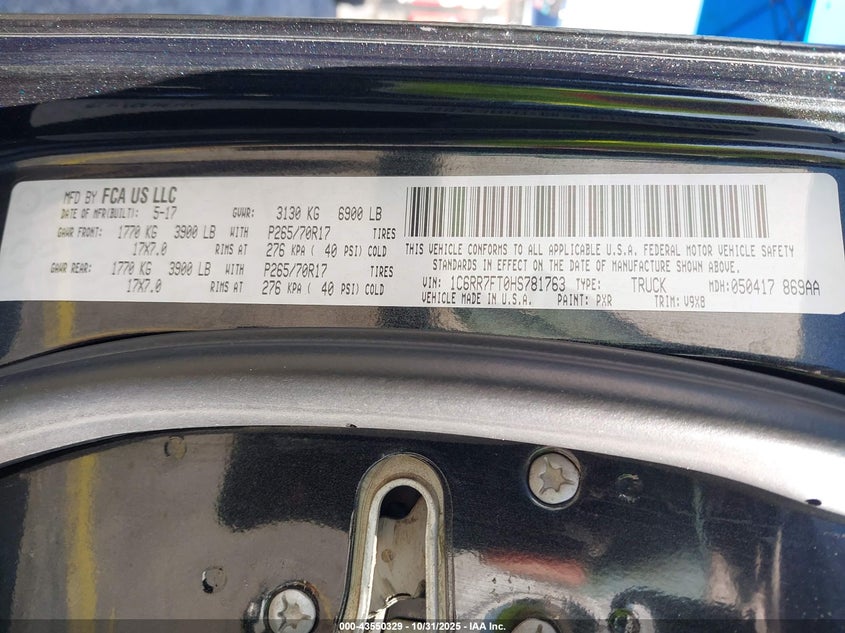 MFD BY FCA US LLC
DATE OF MFR(BUILT): 5-17 GVWR: 3130 KG 6900 LB
GAWR FRONT: 1770 KG 3900 LB WITH P265/70R17 TIRES
17X7.0 RIMS AT 276 KPA ( 40 PSI) COLD
GAWR REAR: 1770 KG 3900 LB WITH P265/70R17 TIRES
17X7.0 RIMS AT 276 KPA ( 40 PSI) COLD
THIS VEHICLE CONFORMS TO ALL APPLICABLE U.S.A. FEDERAL MOTOR VEHICLE SAFETY
STANDARDS IN EFFECT ON THE DATE OF MANUFACTURE SHOWN ABOVE.
VIN: 1C6RR7FT0HS781763 TYPE: TRUCK MDH: 050417 869AA
VEHICLE MADE IN U.S.A. PAINT: PXR TRIM: V9X8
000-43550329 - 10/31/2025 - IAA Inc.